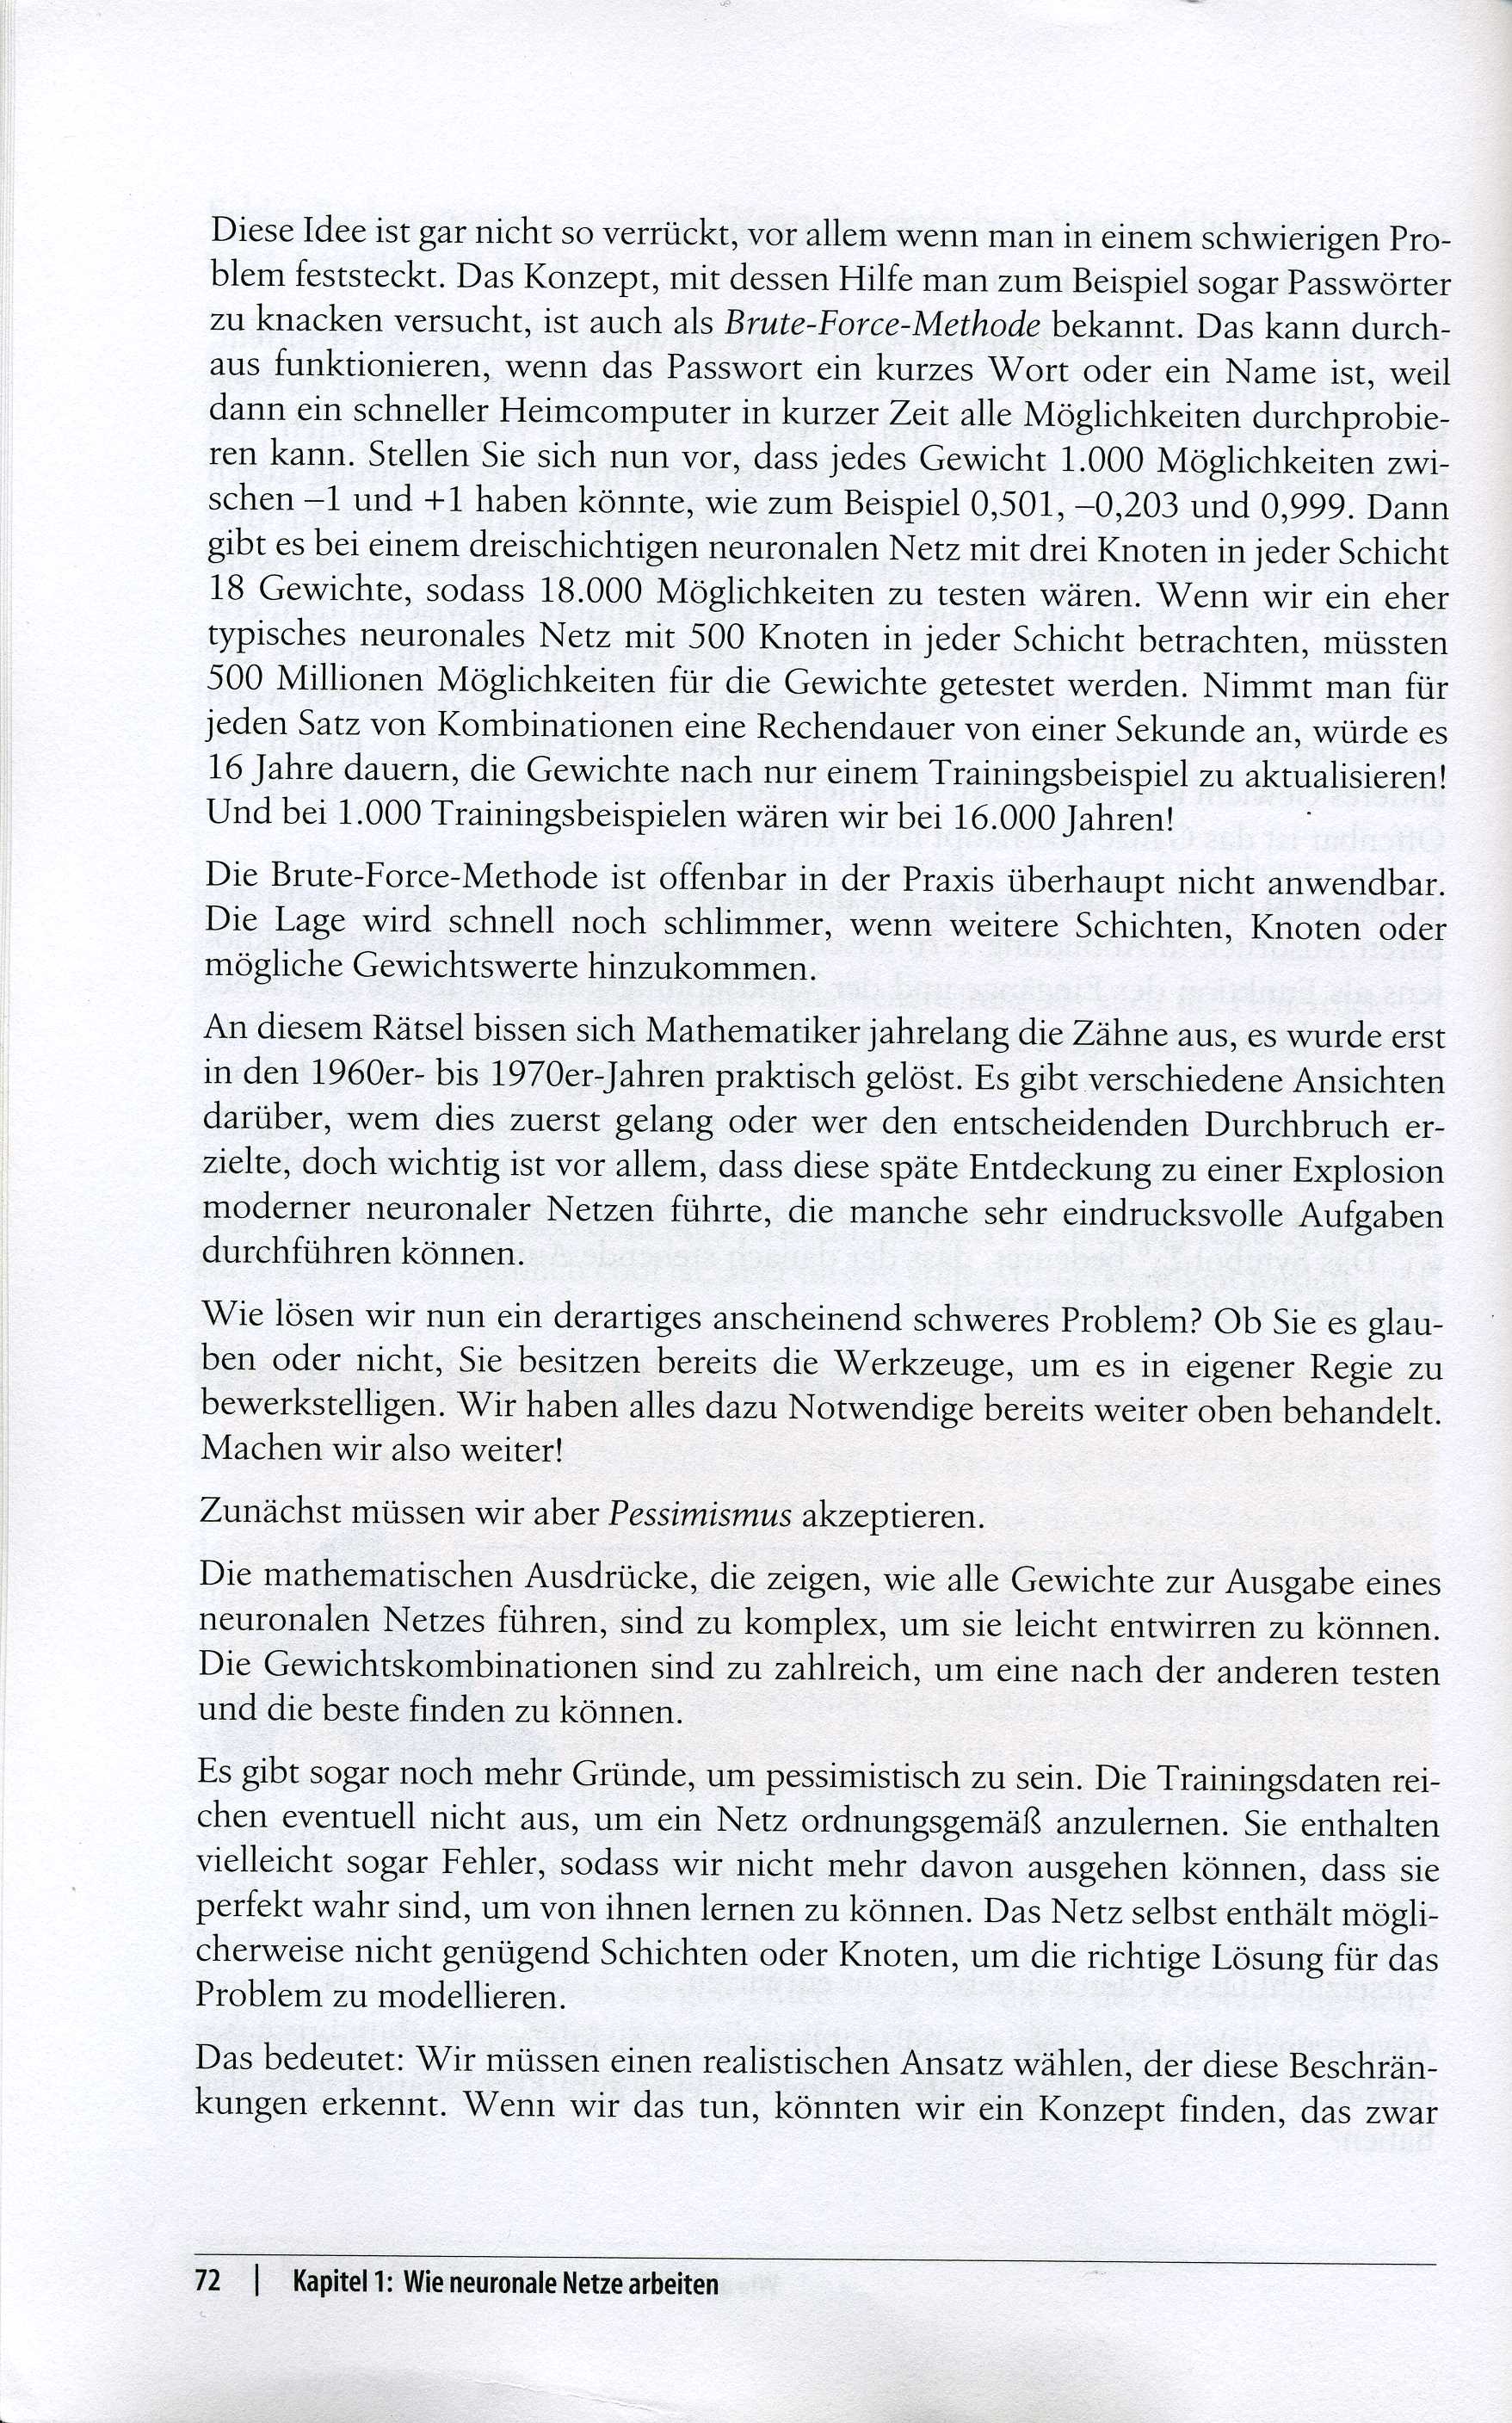 Diese Idee ist gar nicht so verrückt, vor allem wenn man in einem schwierigen Pro-
blem feststeckt. Das Konzept, mit dessen Hilfe man zum Beispiel sogar Passwörter
zu knacken versucht, ist auch als Brute-Force-Methode bekannt. Das kann durch-
aus funktionieren, wenn das Passwort ein kurzes Wort oder ein Name ist, weil
dann ein schneller Heimcomputer in kurzer Zeit alle Möglichkeiten durchprobie-
ren kann. Stellen Sie sich nun vor, dass jedes Gewicht 1.000 Möglichkeiten zwi-
schen –1 und +1 haben könnte, wie zum Beispiel 0,501, –0,203 und 0,999. Dann
gibt es bei einem dreischichtigen neuronalen Netz mit drei Knoten in jeder Schicht
18 Gewichte, sodass 18.000 Möglichkeiten zu testen wären. Wenn wir ein eher
typisches neuronales Netz mit 500 Knoten in jeder Schicht betrachten, müssten
500 Millionen Möglichkeiten für die Gewichte getestet werden. Nimmt man für
jeden Satz von Kombinationen eine Rechendauer von einer Sekunde an, würde es
16 Jahre dauern, die Gewichte nach nur einem Trainingsbeispiel zu aktualisieren!
Und bei 1.000 Trainingsbeispielen wären wir bei 16.000 Jahren!
Die Brute-Force-Methode ist offenbar in der Praxis überhaupt nicht anwendbar.
Die Lage wird schnell noch schlimmer, wenn weitere Schichten, Knoten oder
mögliche Gewichtswerte hinzukommen.
An diesem Rätsel bissen sich Mathematiker jahrelang die Zähne aus, es wurde erst
in den 1960er- bis 1970er-Jahren praktisch gelöst. Es gibt verschiedene Ansichten
darüber, wem dies zuerst gelang oder wer den entscheidenden Durchbruch er-
zielte, doch wichtig ist vor allem, dass diese späte Entdeckung zu einer Explosion
moderner neuronaler Netzen führte, die manche sehr eindrucksvolle Aufgaben
durchführen können.
Wie lösen wir nun ein derartiges anscheinend schweres Problem? Ob Sie es glau-
ben oder nicht, Sie besitzen bereits die Werkzeuge, um es in eigener Regie zu
bewerkstelligen. Wir haben alles dazu Notwendige bereits weiter oben behandelt.
Machen wir also weiter!
Zunächst müssen wir aber Pessimismus akzeptieren.
Die mathematischen Ausdrücke, die zeigen, wie alle Gewichte zur Ausgabe eines
neuronalen Netzes führen, sind zu komplex, um sie leicht entwirren zu können.
Die Gewichtskombinationen sind zu zahlreich, um eine nach der anderen testen
und die beste finden zu können.
Es gibt sogar noch mehr Gründe, um pessimistisch zu sein. Die Trainingsdaten rei-
chen eventuell nicht aus, um ein Netz ordnungsgemäß anzulernen. Sie enthalten
vielleicht sogar Fehler, sodass wir nicht mehr davon ausgehen können, dass sie
perfekt wahr sind, um von ihnen lernen zu können. Das Netz selbst enthält mögli-
cherweise nicht genügend Schichten oder Knoten, um die richtige Lösung für das
Problem zu modellieren.
Das bedeutet: Wir müssen einen realistischen Ansatz wählen, der diese Beschrän-
kungen erkennt. Wenn wir das tun, könnten wir ein Konzept finden, das zwar
72 | Kapitel 1: Wie neuronale Netze arbeiten